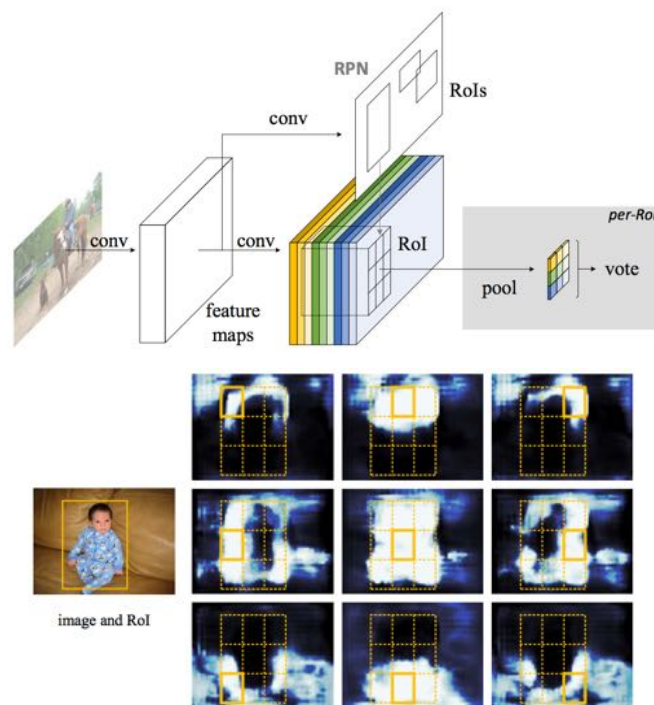 RPN
RoIs
conv
conv
conv
RoI
per-RoI
pool
vote
feature
maps
image and RoI